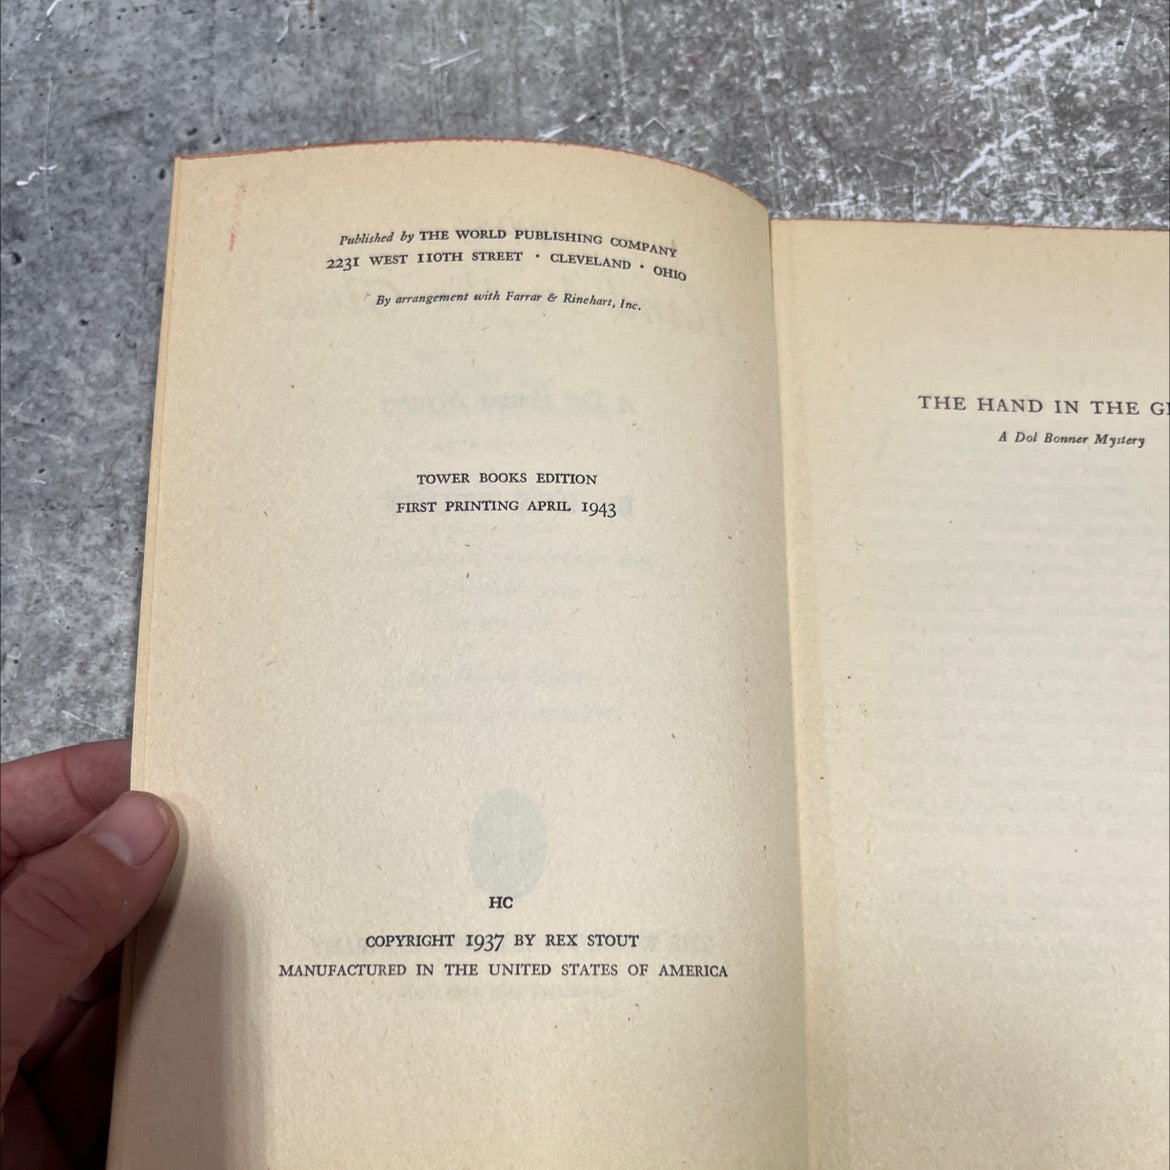 Published by THE WORLD PUBLISHING COMPANY
2231 WEST 110TH STREET · CLEVELAND · OHIO
By arrangement with Farrar & Rinehart, Inc.
TOWER BOOKS EDITION
FIRST PRINTING APRIL 1943
HC
COPYRIGHT 1937 BY REX STOUT
MANUFACTURED IN THE UNITED STATES OF AMERICA
THE HAND IN THE
A Dol Bonner Mystery